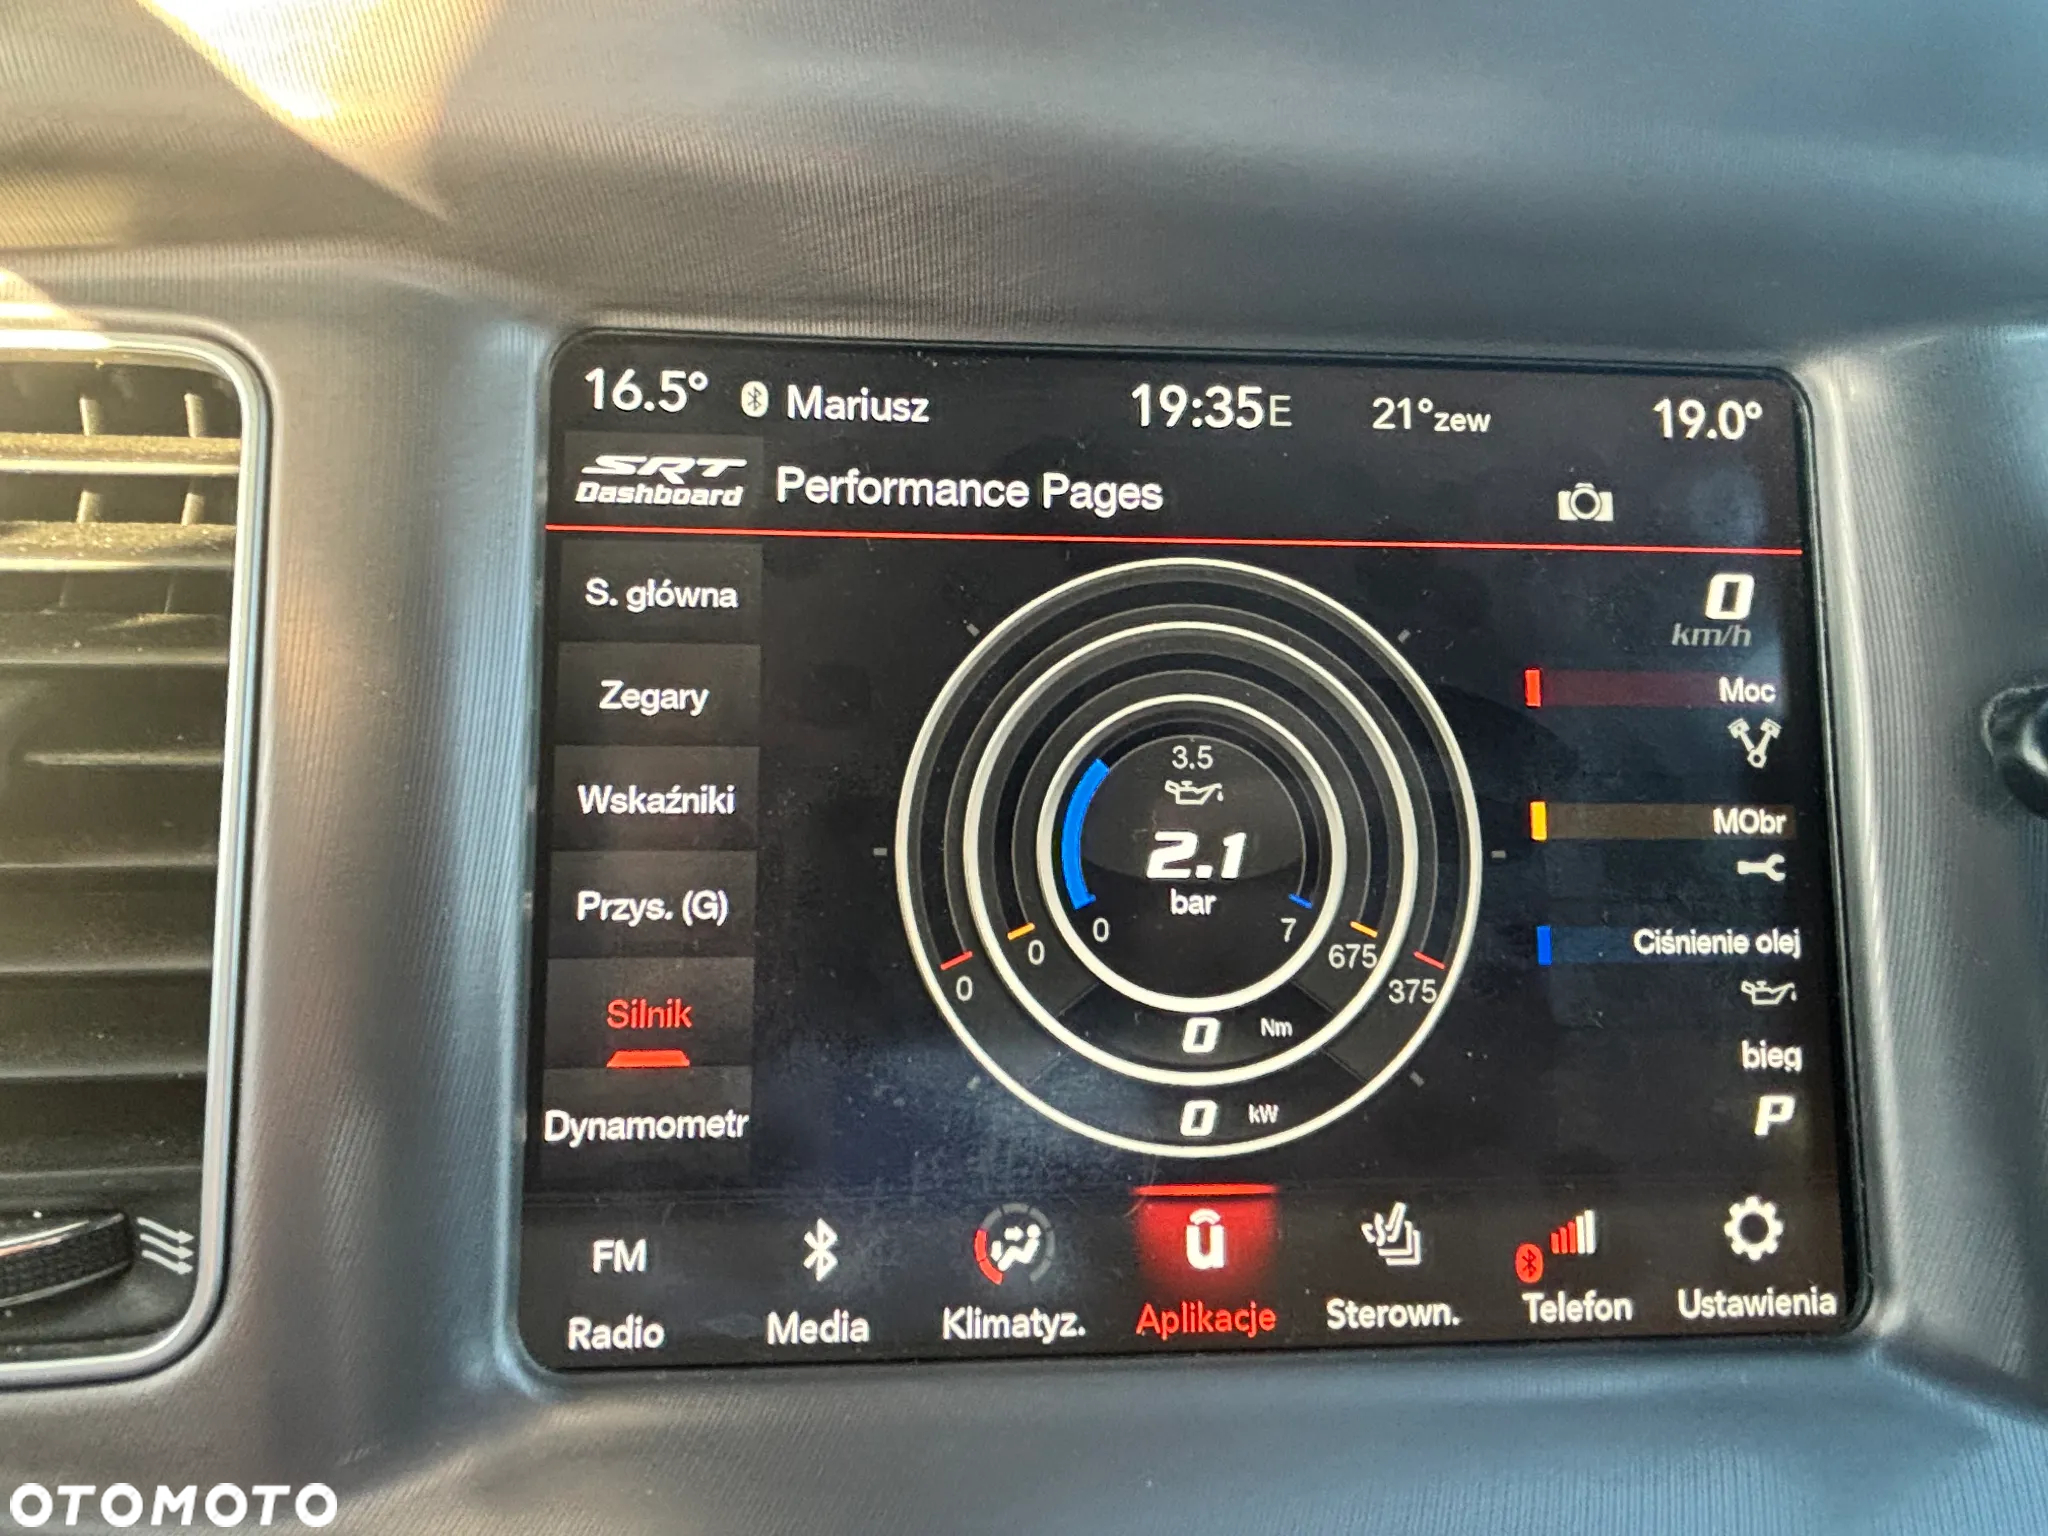 16.5° Mariusz 19:35E 21°zew 19.0°
SRT
Dashboard
Performance Pages
S. główna
Zegary
Wskaźniki
Przys. (G)
Silnik
Dynamometr
3.5
2.1
bar
0 7
0 675
0 375
0 Nm
0 kW
0
km/h
Moc
MObr
Ciśnienie olej
bieg
P
FM
Radio
Media
Klimatyz.
Aplikacje
Sterown.
Telefon
Ustawienia
OTOMOTO